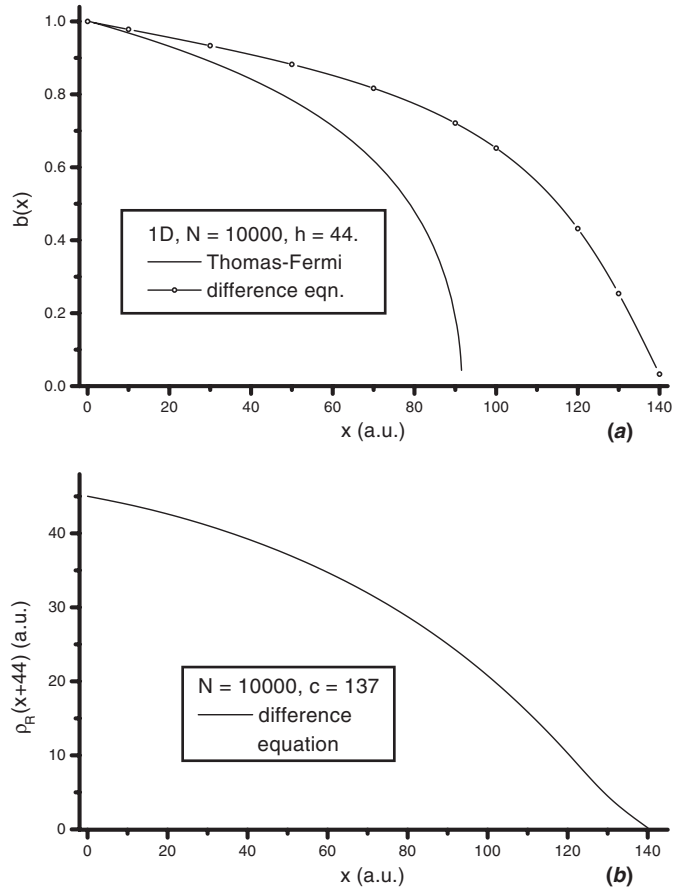 1.0
0.8
0.6
0.4
0.2
0.0
b(x)
1D, N = 10000, h = 44.
Thomas-Fermi
difference eqn.
0 20 40 60 80 100 120 140
x (a.u.)
(a)
40
30
20
10
0
ρR(x+44) (a.u.)
N = 10000, c = 137
difference
equation
0 20 40 60 80 100 120 140
x (a.u.)
(b)